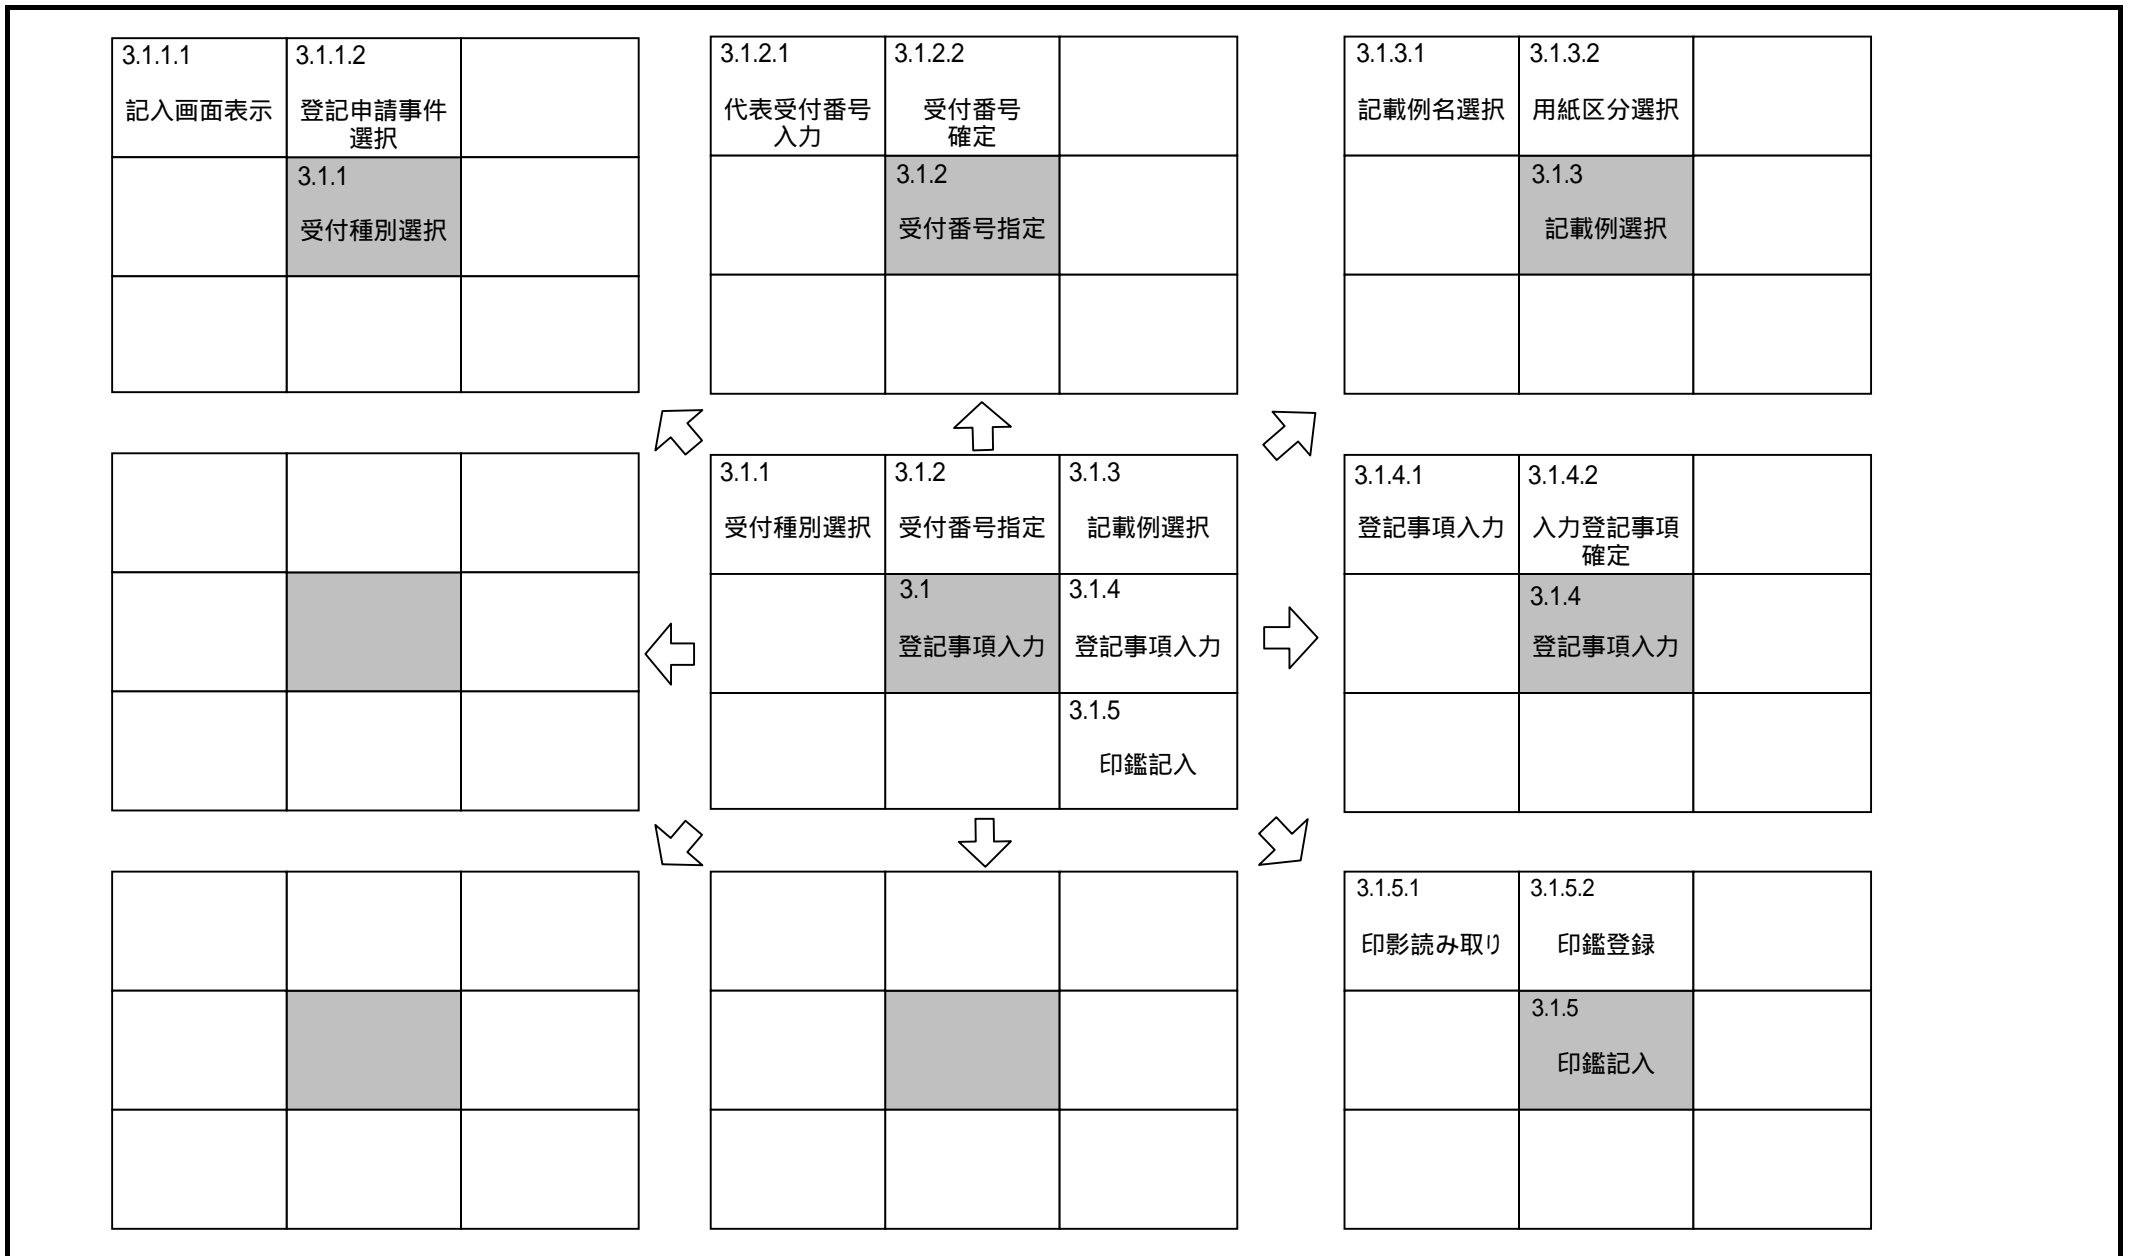 3.1.1.1
記入画面表示
3.1.1.2
登記申請事件
選択
3.1.1
受付種別選択
3.1.2.1
代表受付番号
入力
3.1.2.2
受付番号
確定
3.1.2
受付番号指定
3.1.3.1
記載例名選択
3.1.3.2
用紙区分選択
3.1.3
記載例選択
3.1.1
受付種別選択
3.1.2
受付番号指定
3.1.3
記載例選択
3.1
登記事項入力
3.1.4
登記事項入力
3.1.5
印鑑記入
3.1.4.1
登記事項入力
3.1.4.2
入力登記事項
確定
3.1.4
登記事項入力
3.1.5.1
印影読み取り
3.1.5.2
印鑑登録
3.1.5
印鑑記入